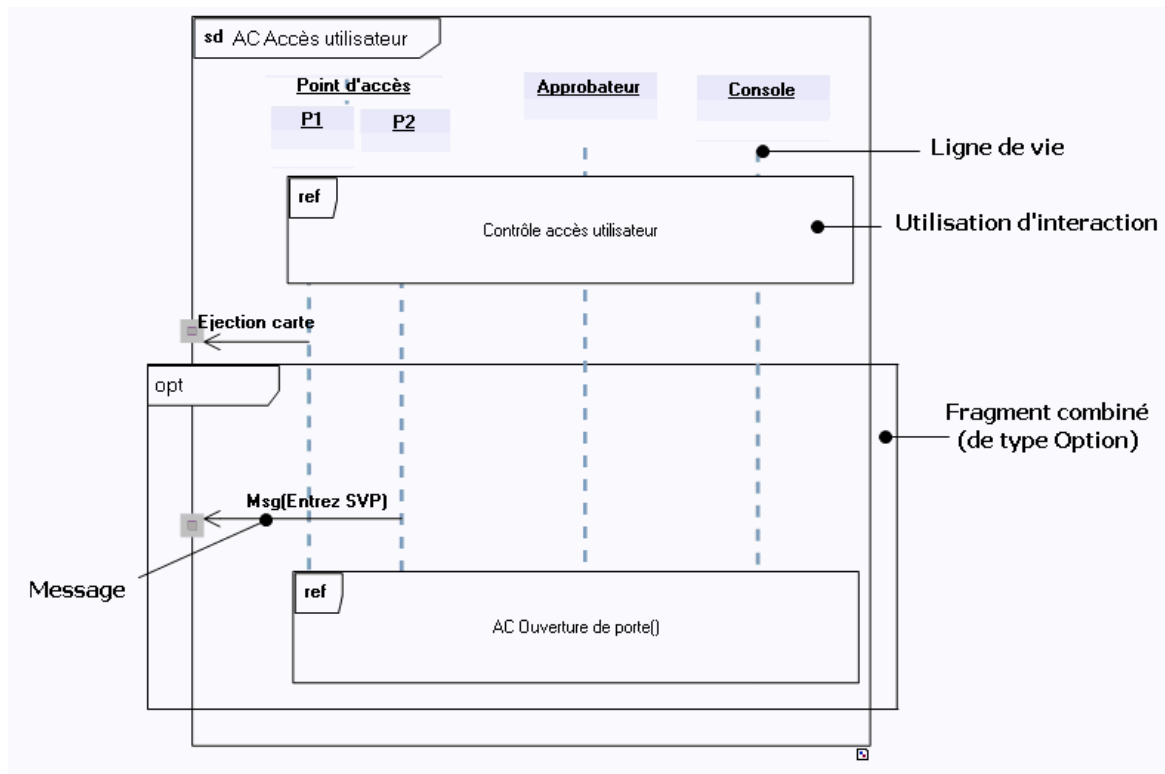 sd AC Accès utilisateur
Point d'accès
Approbateur
Console
P1
P2
Ligne de vie
ref
Contrôle accès utilisateur
Utilisation d'interaction
Ejection carte
opt
Fragment combiné
(de type Option)
Msg(Entrez SVP)
Message
ref
AC Ouverture de porte()